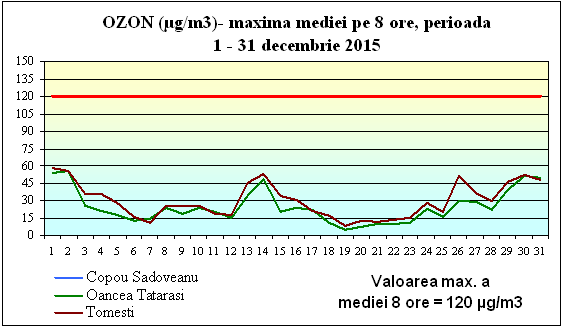 OZON (µg/m3)- maxima mediei pe 8 ore, perioada
1 - 31 decembrie 2015
150
135
120
105
90
75
60
45
30
15
0
1 2 3 4 5 6 7 8 9 10 11 12 13 14 15 16 17 18 19 20 21 22 23 24 25 26 27 28 29 30 31
Copou Sadoveanu
Oancea Tatarasi
Tomesti
Valoarea max. a
mediei 8 ore = 120 µg/m3